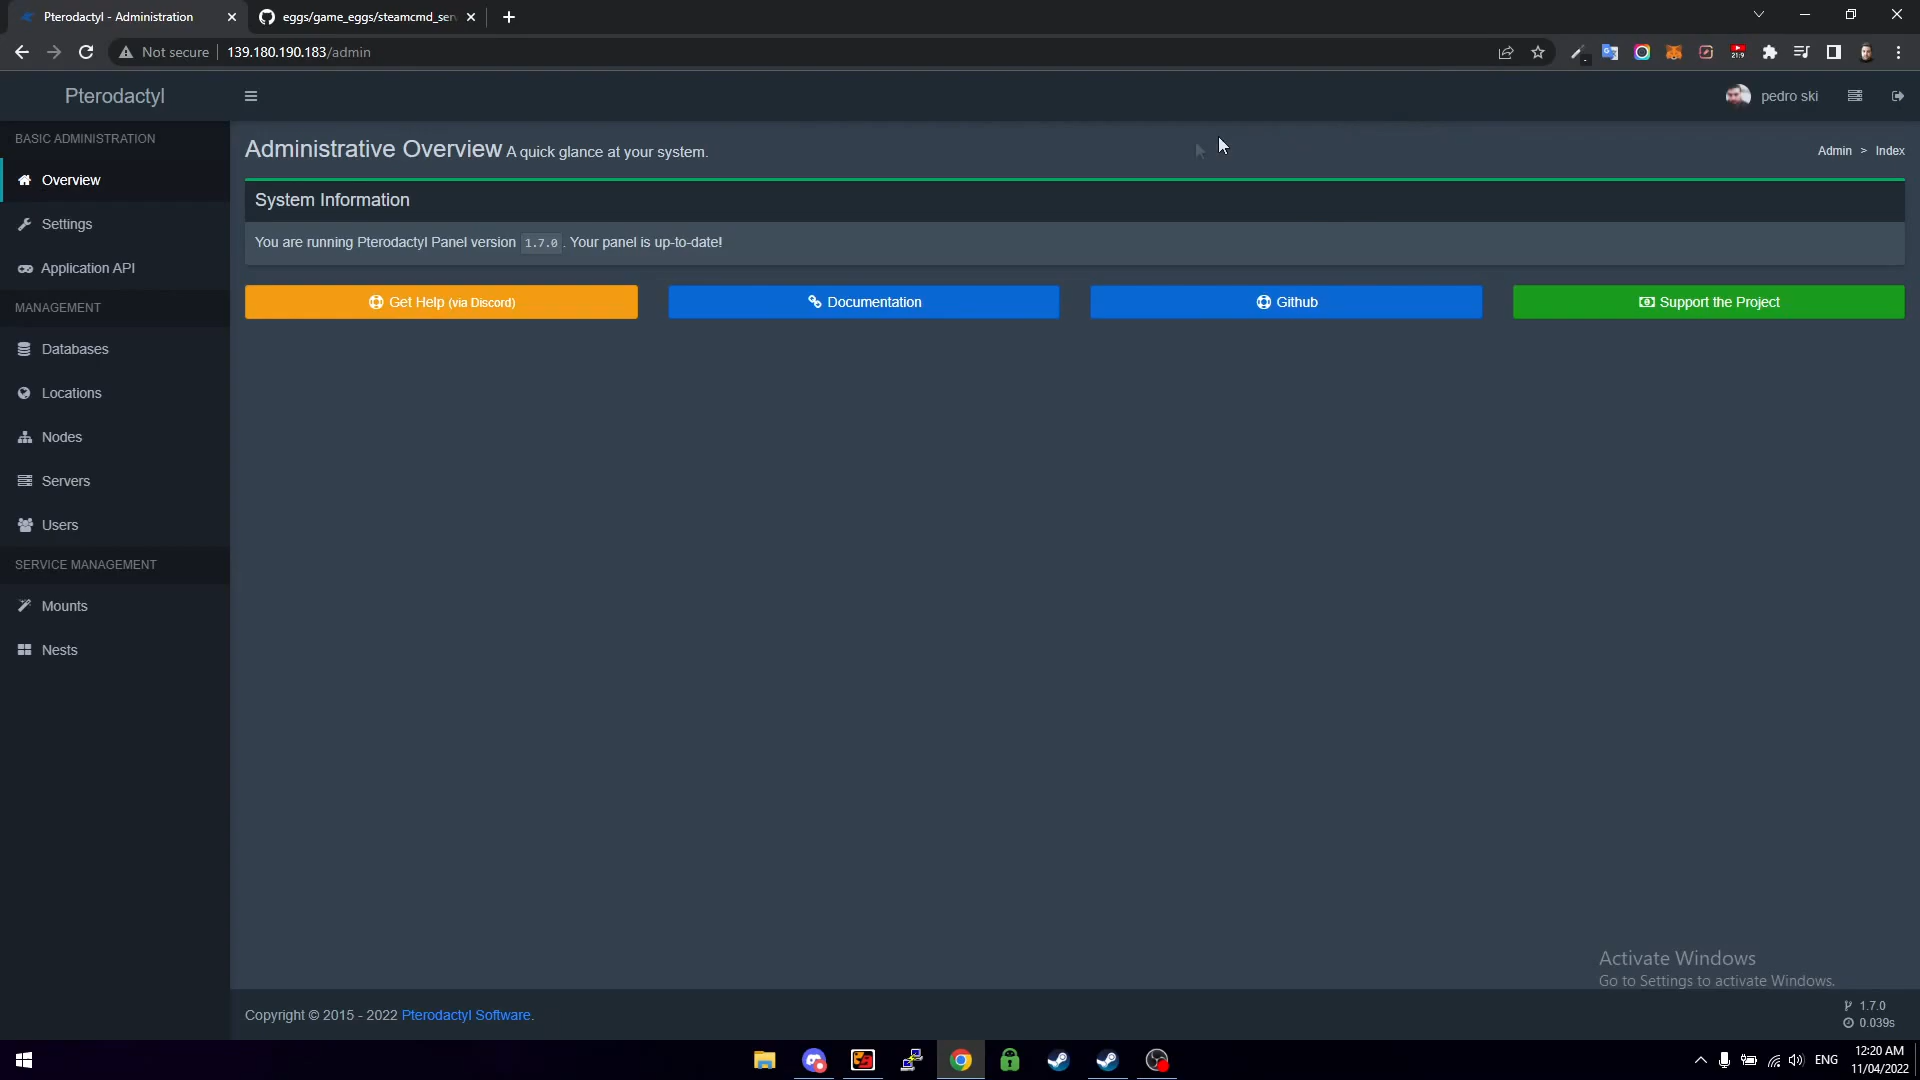 Pterodactyl - Administration
eggs/game_eggs/steamcmd_ser
Not secure
139.180.190.183/admin
21:9
Pterodactyl
pedro ski
BASIC ADMINISTRATION
Overview
Settings
Application API
MANAGEMENT
Databases
Locations
Nodes
Servers
Users
SERVICE MANAGEMENT
Mounts
Nests
Administrative Overview A quick glance at your system.
Admin > Index
System Information
You are running Pterodactyl Panel version 1.7.0. Your panel is up-to-date!
Get Help (via Discord)
Documentation
Github
Support the Project
Activate Windows
Go to Settings to activate Windows.
Copyright © 2015 - 2022 Pterodactyl Software.
1.7.0
0.039s
ENG
12:20 AM
11/04/2022